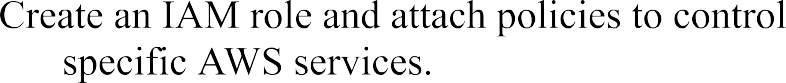 Create an IAM role and attach policies to control
specific AWS services.